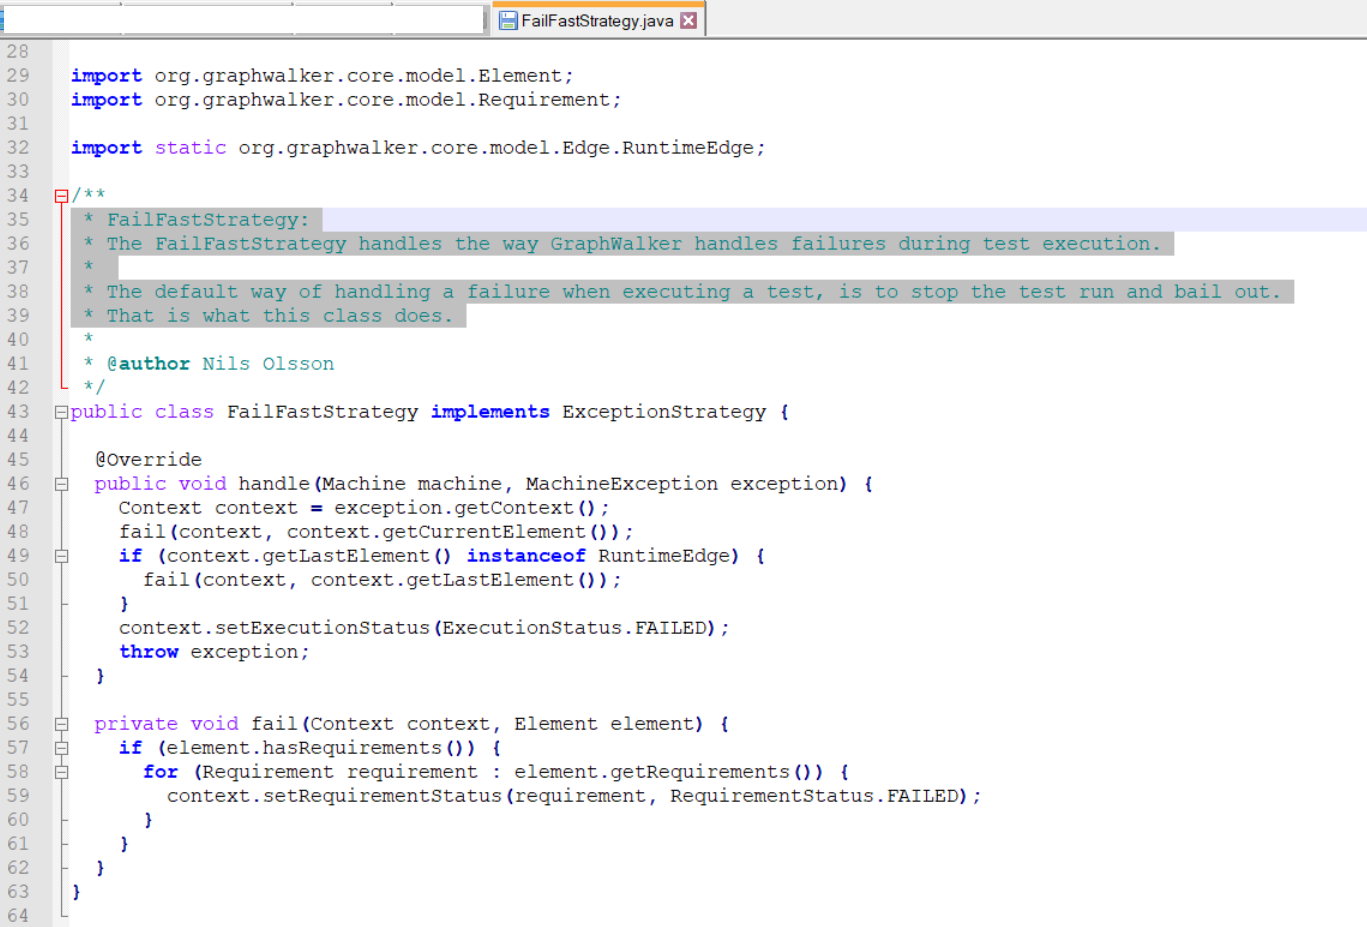 FailFastStrategy.java
28
29 import org.graphwalker.core.model.Element;
30 import org.graphwalker.core.model.Requirement;
31
32 import static org.graphwalker.core.model.Edge.RuntimeEdge;
33
34 /**
35  * FailFastStrategy:
36  * The FailFastStrategy handles the way GraphWalker handles failures during test execution.
37  *
38  * The default way of handling a failure when executing a test, is to stop the test run and bail out.
39  * That is what this class does.
40  *
41  * @author Nils Olsson
42  */
43 public class FailFastStrategy implements ExceptionStrategy {
44
45   @Override
46   public void handle(Machine machine, MachineException exception) {
47     Context context = exception.getContext();
48     fail(context, context.getCurrentElement());
49     if (context.getLastElement() instanceof RuntimeEdge) {
50       fail(context, context.getLastElement());
51     }
52     context.setExecutionStatus(ExecutionStatus.FAILED);
53     throw exception;
54   }
55
56   private void fail(Context context, Element element) {
57     if (element.hasRequirements()) {
58       for (Requirement requirement : element.getRequirements()) {
59         context.setRequirementStatus(requirement, RequirementStatus.FAILED);
60       }
61     }
62   }
63 }
64